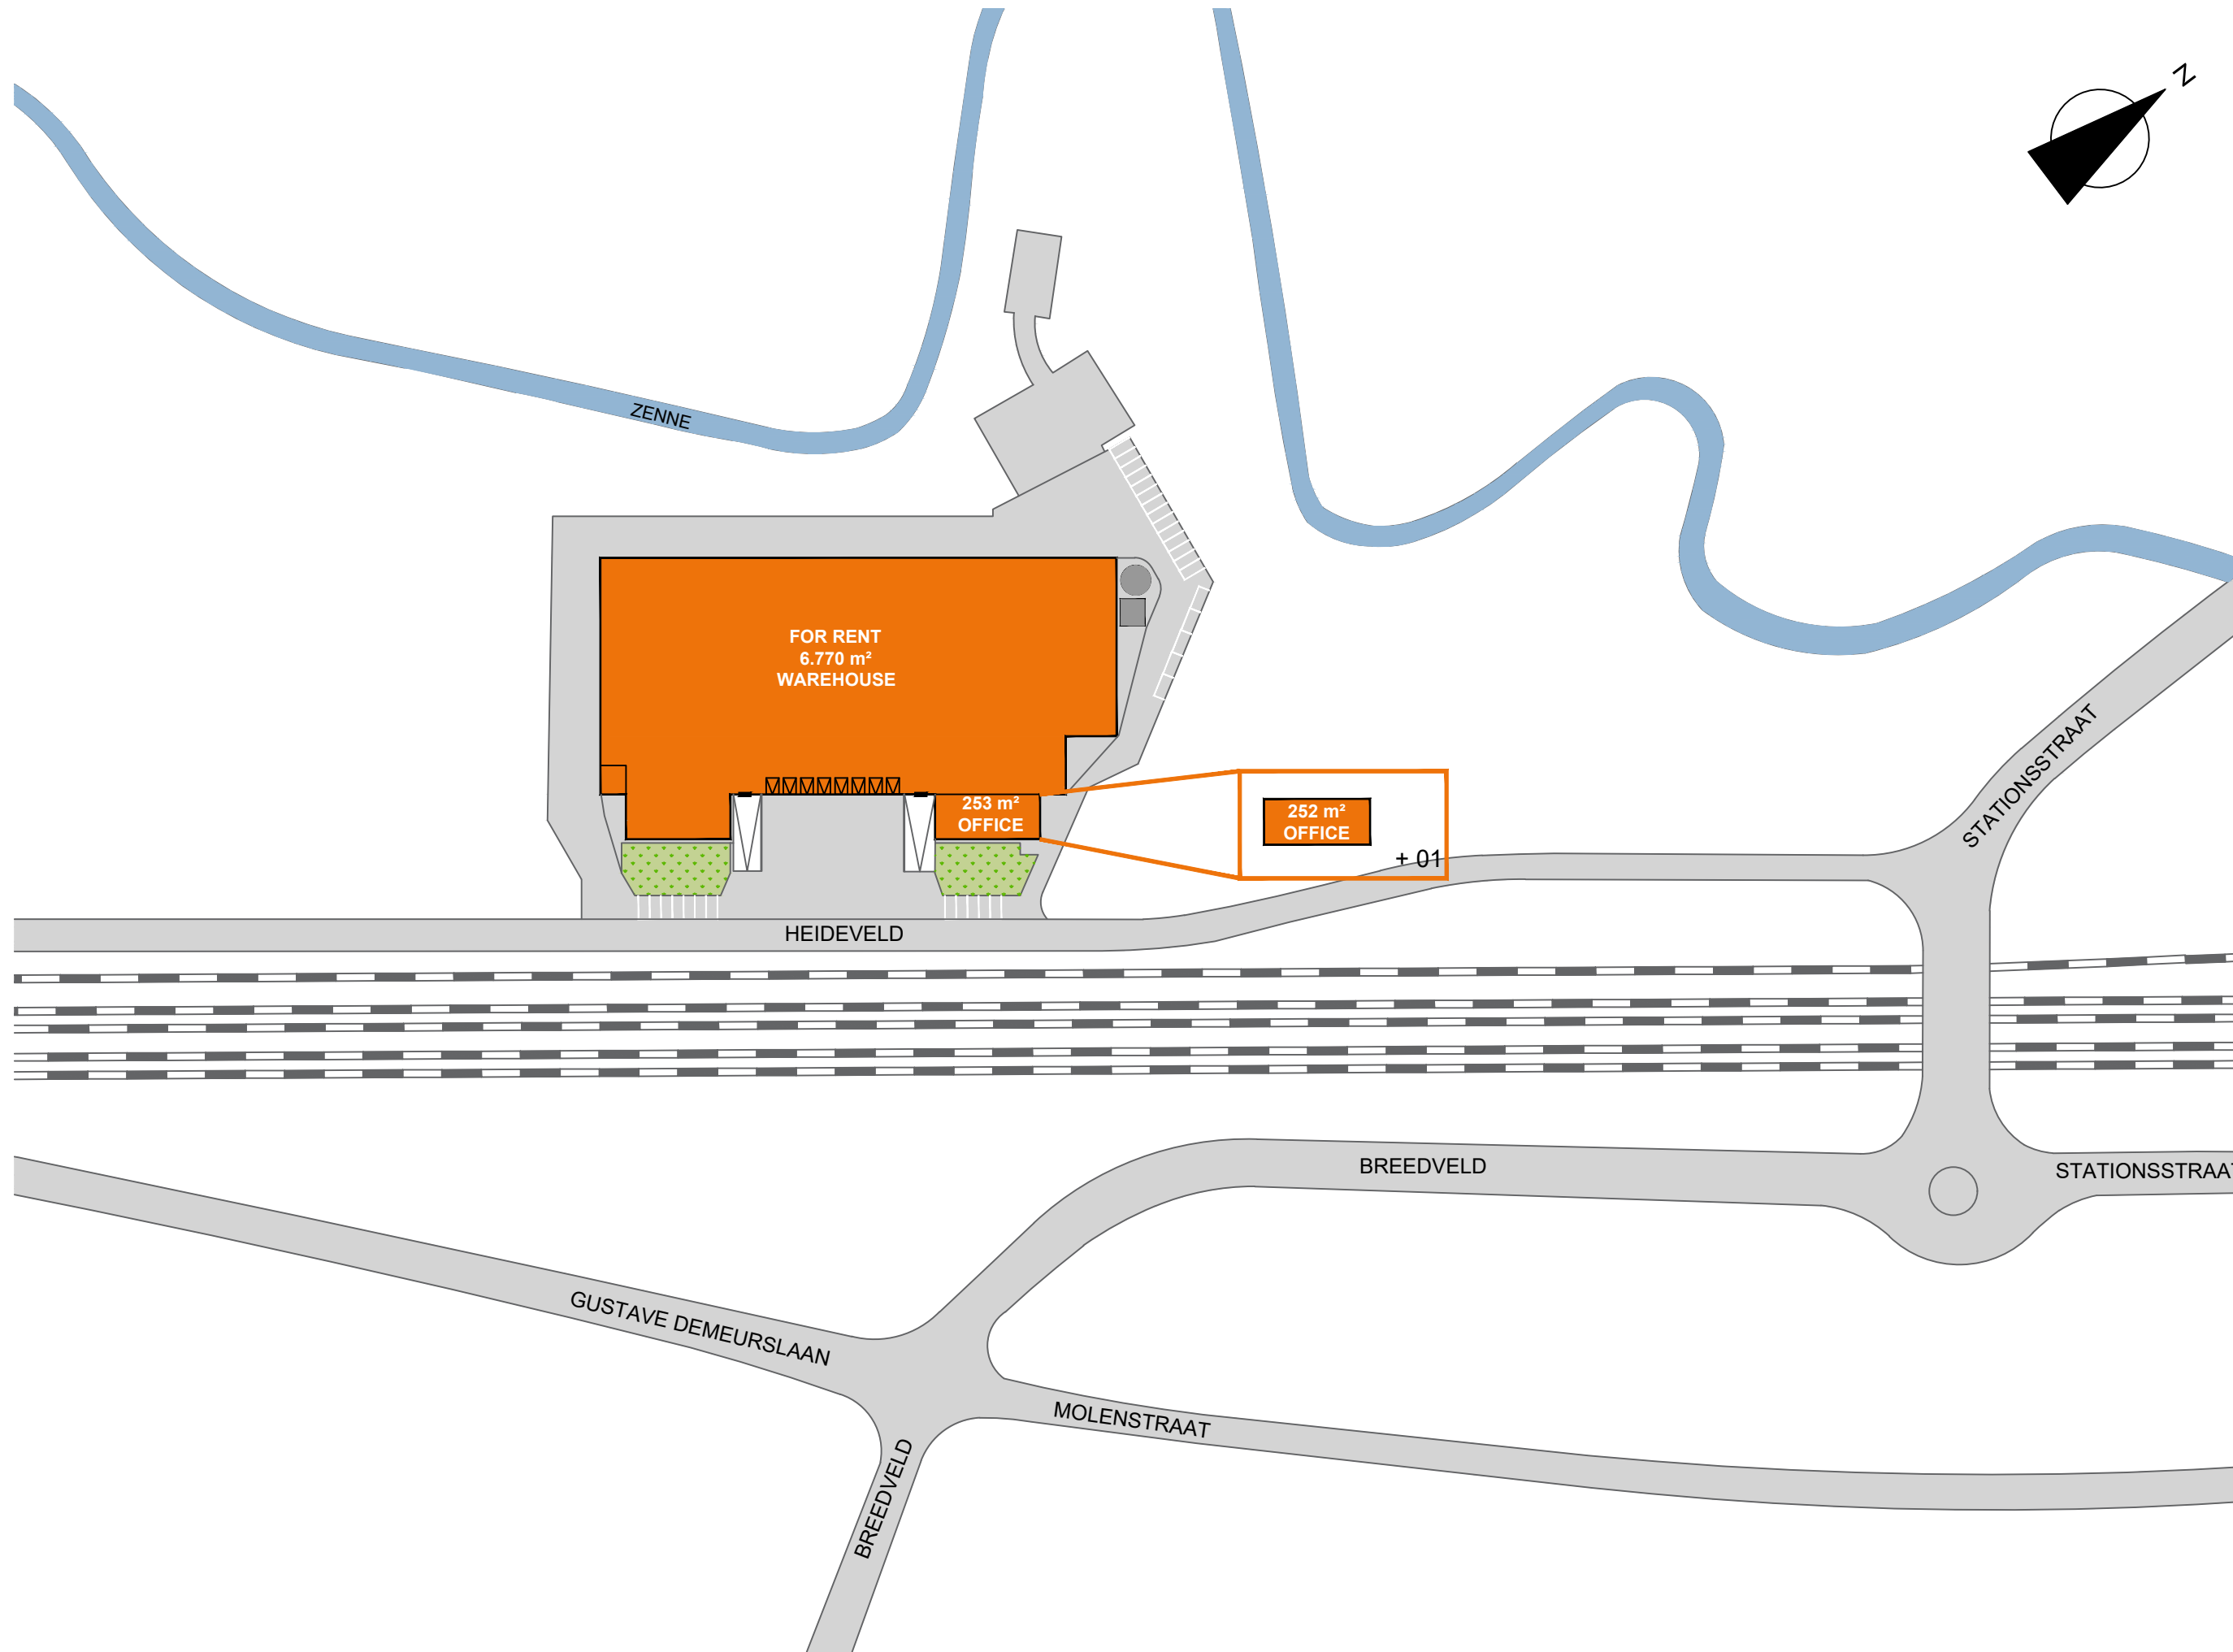 N
ZENNE
FOR RENT
6.770 m²
WAREHOUSE
253 m²
OFFICE
252 m²
OFFICE
+ 01
STATIONSSTRAAT
HEIDEVELD
BREEDVELD
STATIONSSTRAAT
GUSTAVE DEMEURSLAAN
MOLENSTRAAT
BREEDVELD